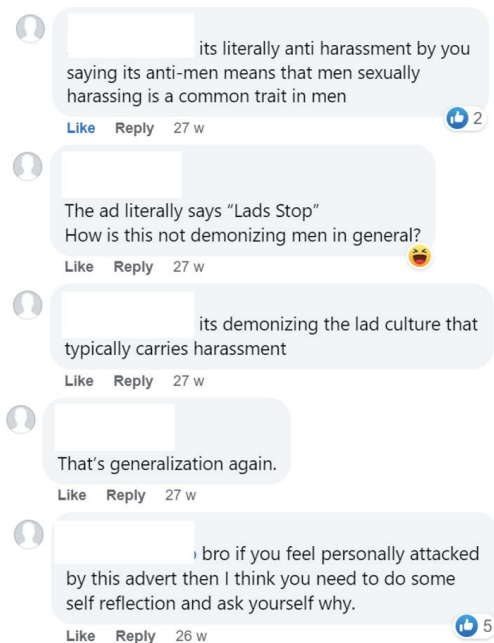 its literally anti harassment by you
saying its anti-men means that men sexually
harassing is a common trait in men
2
Like Reply 27 w
The ad literally says “Lads Stop”
How is this not demonizing men in general?
Like Reply 27 w
its demonizing the lad culture that
typically carries harassment
Like Reply 27 w
That's generalization again.
Like Reply 27 w
bro if you feel personally attacked
by this advert then I think you need to do some
self reflection and ask yourself why.
5
Like Reply 26 w